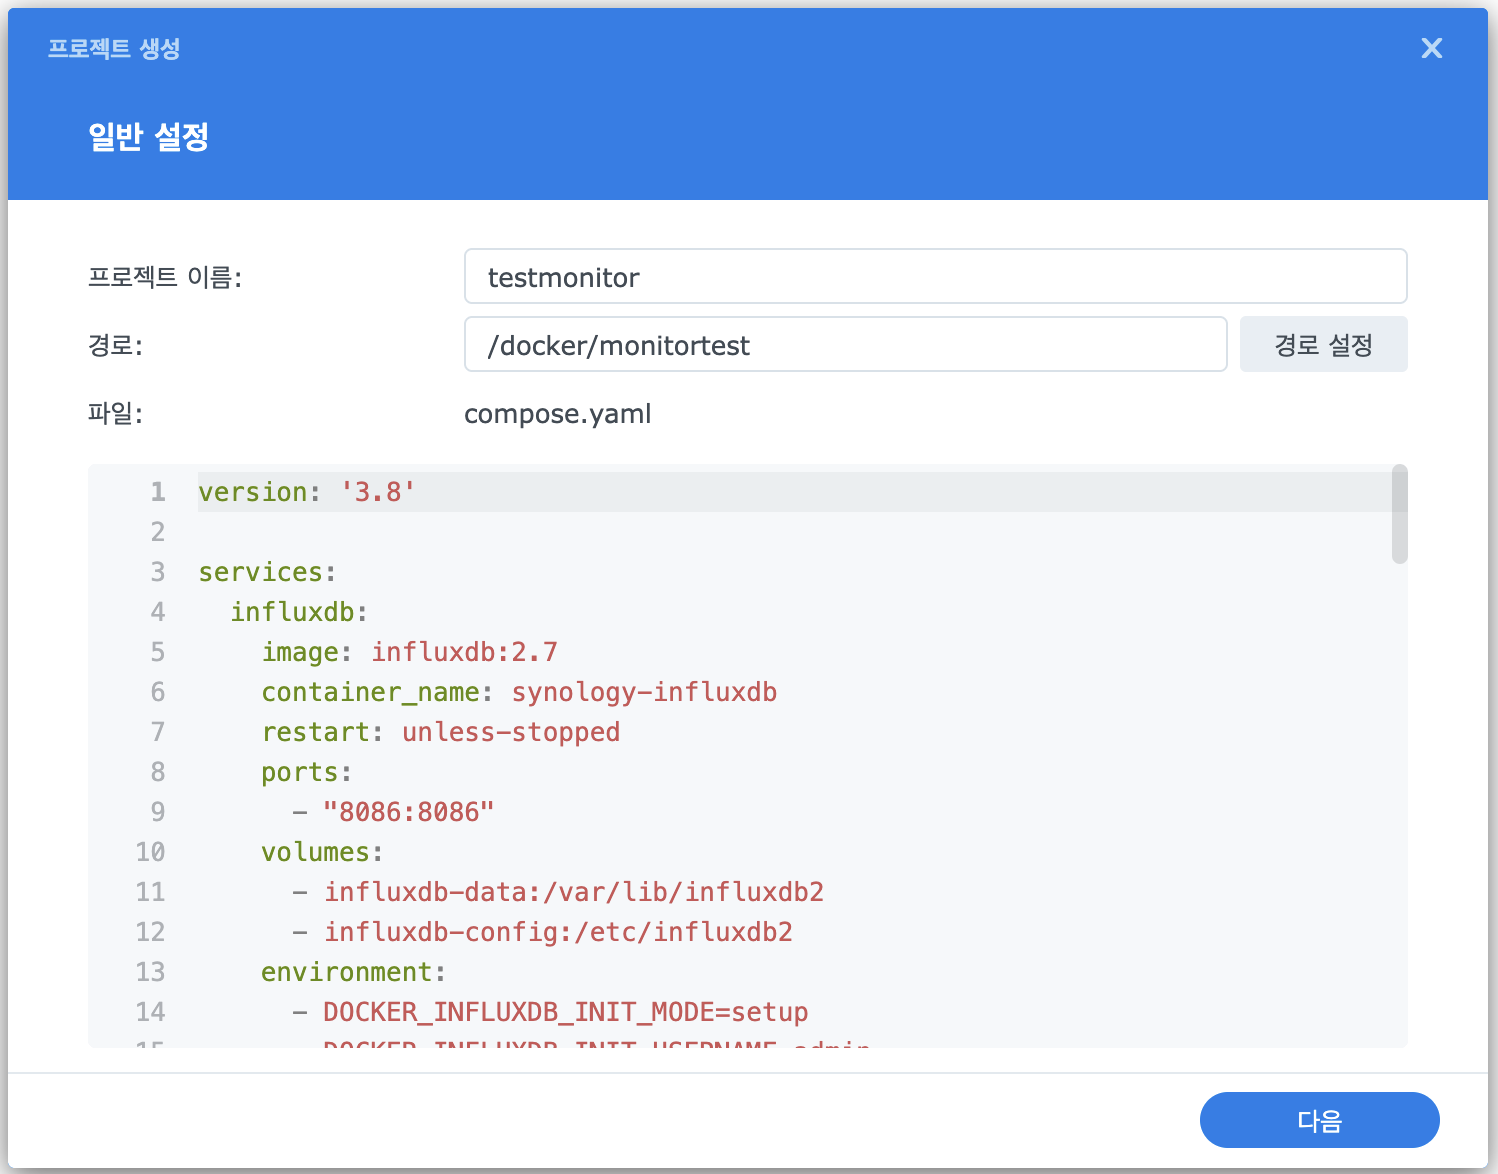 프로젝트 생성
일반 설정
프로젝트 이름: testmonitor
경로: /docker/monitortest 경로 설정
파일: compose.yaml
1 version: '3.8'
2
3 services:
4 influxdb:
5 image: influxdb:2.7
6 container_name: synology-influxdb
7 restart: unless-stopped
8 ports:
9 - "8086:8086"
10 volumes:
11 - influxdb-data:/var/lib/influxdb2
12 - influxdb-config:/etc/influxdb2
13 environment:
14 - DOCKER_INFLUXDB_INIT_MODE=setup
15 DOCKER_INFLUXDB_INIT_USERNAME=admin
다음